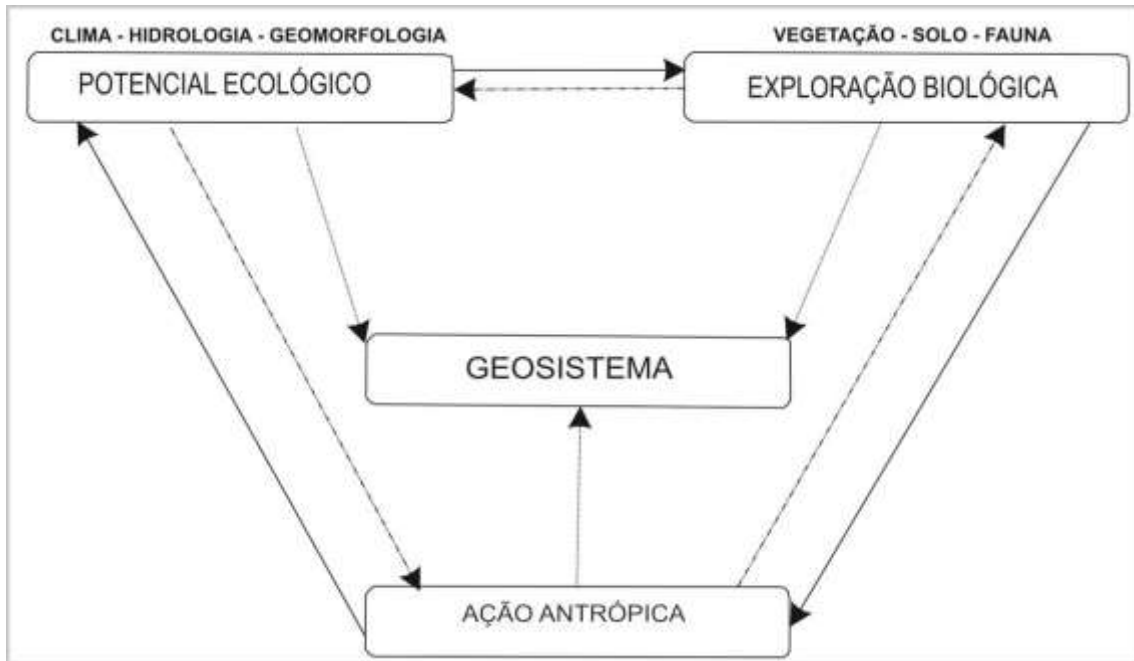 CLIMA - HIDROLOGIA - GEOMORFOLOGIA
POTENCIAL ECOLÓGICO
VEGETAÇÃO - SOLO - FAUNA
EXPLORAÇÃO BIOLÓGICA
GEOSISTEMA
AÇÃO ANTRÓPICA